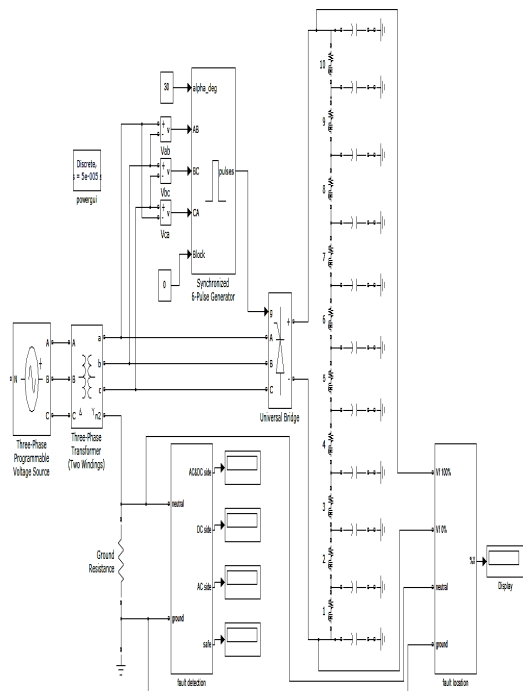 10
30
alpha_deg
9
AB
Vab
Discrete,
s = 5e-005 s
powergui
BC
pulses
Vbc
8
CA
Vca
7
Block
0
Synchronized
6-Pulse Generator
g
6
+
A
A
A
a
A
N
B
B
b
B
5
C
C
c
C
-
Δ
Y
n2
Universal Bridge
Three-Phase
Programmable
Voltage Source
Three-Phase
Transformer
(Two Windings)
4
AC&DC side
VI 100%
neutral
3
DC side
VI 0%
Ground
Resistance
2
Display
AC side
neutral
1
ground
safe
ground
fault detection
fault location